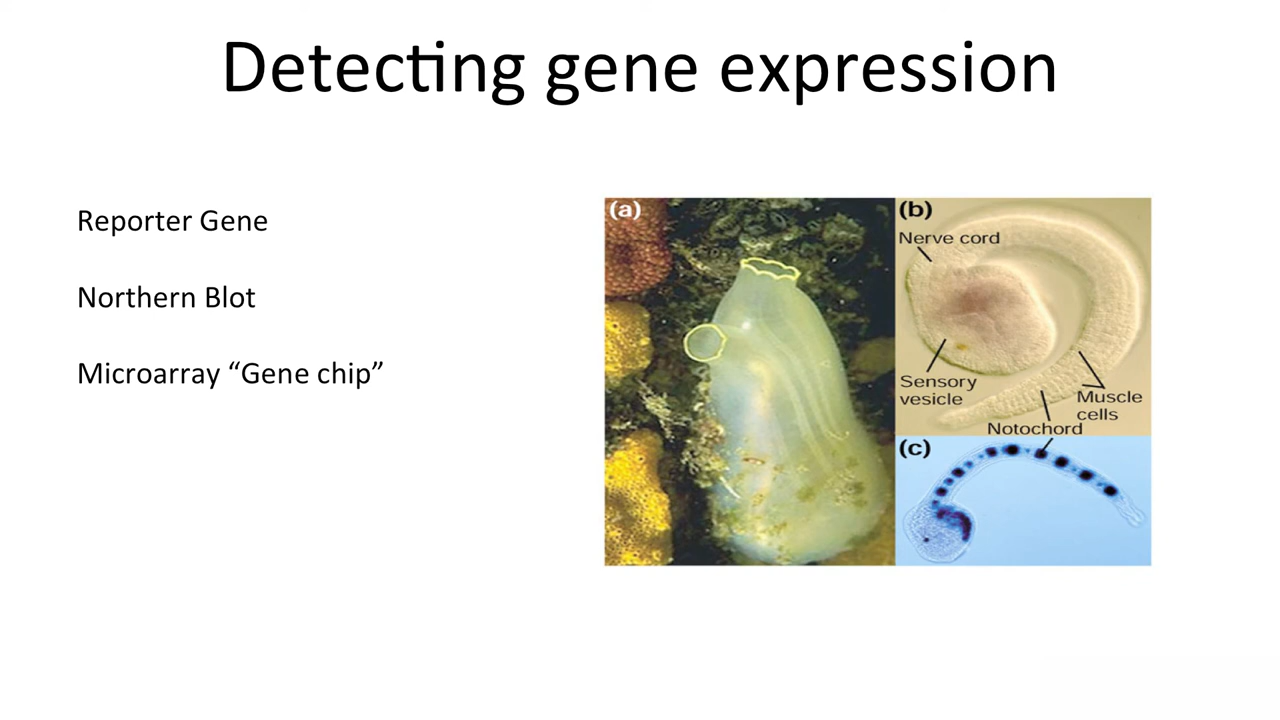 Detecting gene expression
Reporter Gene
Northern Blot
Microarray “Gene chip”
(a)
(b)
Nerve cord
Sensory
vesicle
Muscle
cells
Notochord
(c)